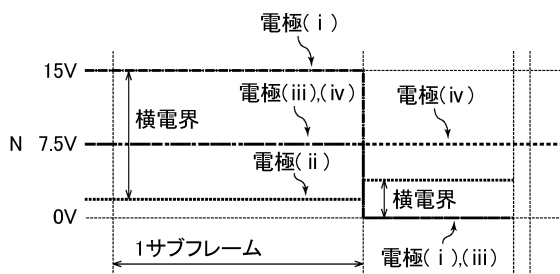 電極(ⅰ)
15V
電極(ⅲ),(ⅳ)
電極(ⅳ)
横電界
N 7.5V
電極(ⅱ)
横電界
0V
1サブフレーム
電極(ⅰ),(ⅲ)